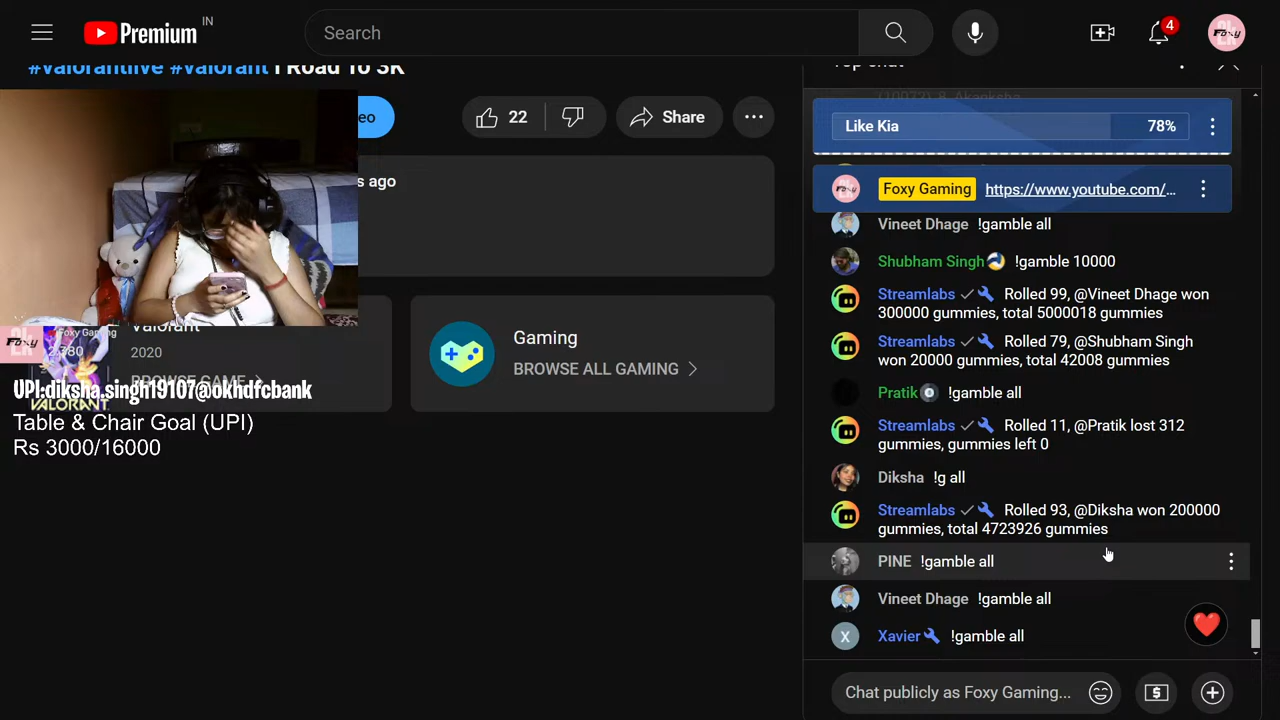 Premium IN
Search
4
Foxy
#Valorantlive #Valorant I Road To 3K
eo
22
Share
s ago
Valorant
2020
BROWSE GAME
Foxy Gaming
2,380
Foxy
VALORANT
Gaming
BROWSE ALL GAMING
UPI:diksha.singh19107@okhdfcbank
Table & Chair Goal (UPI)
Rs 3000/16000
Top chat
Like Kia 78%
Foxy Gaming https://www.youtube.com/...
Vineet Dhage !gamble all
Shubham Singh !gamble 10000
Streamlabs Rolled 99, @Vineet Dhage won
300000 gummies, total 5000018 gummies
Streamlabs Rolled 79, @Shubham Singh
won 20000 gummies, total 42008 gummies
Pratik !gamble all
Streamlabs Rolled 11, @Pratik lost 312
gummies, gummies left 0
Diksha !g all
Streamlabs Rolled 93, @Diksha won 200000
gummies, total 4723926 gummies
PINE !gamble all
Vineet Dhage !gamble all
X Xavier !gamble all
Chat publicly as Foxy Gaming...